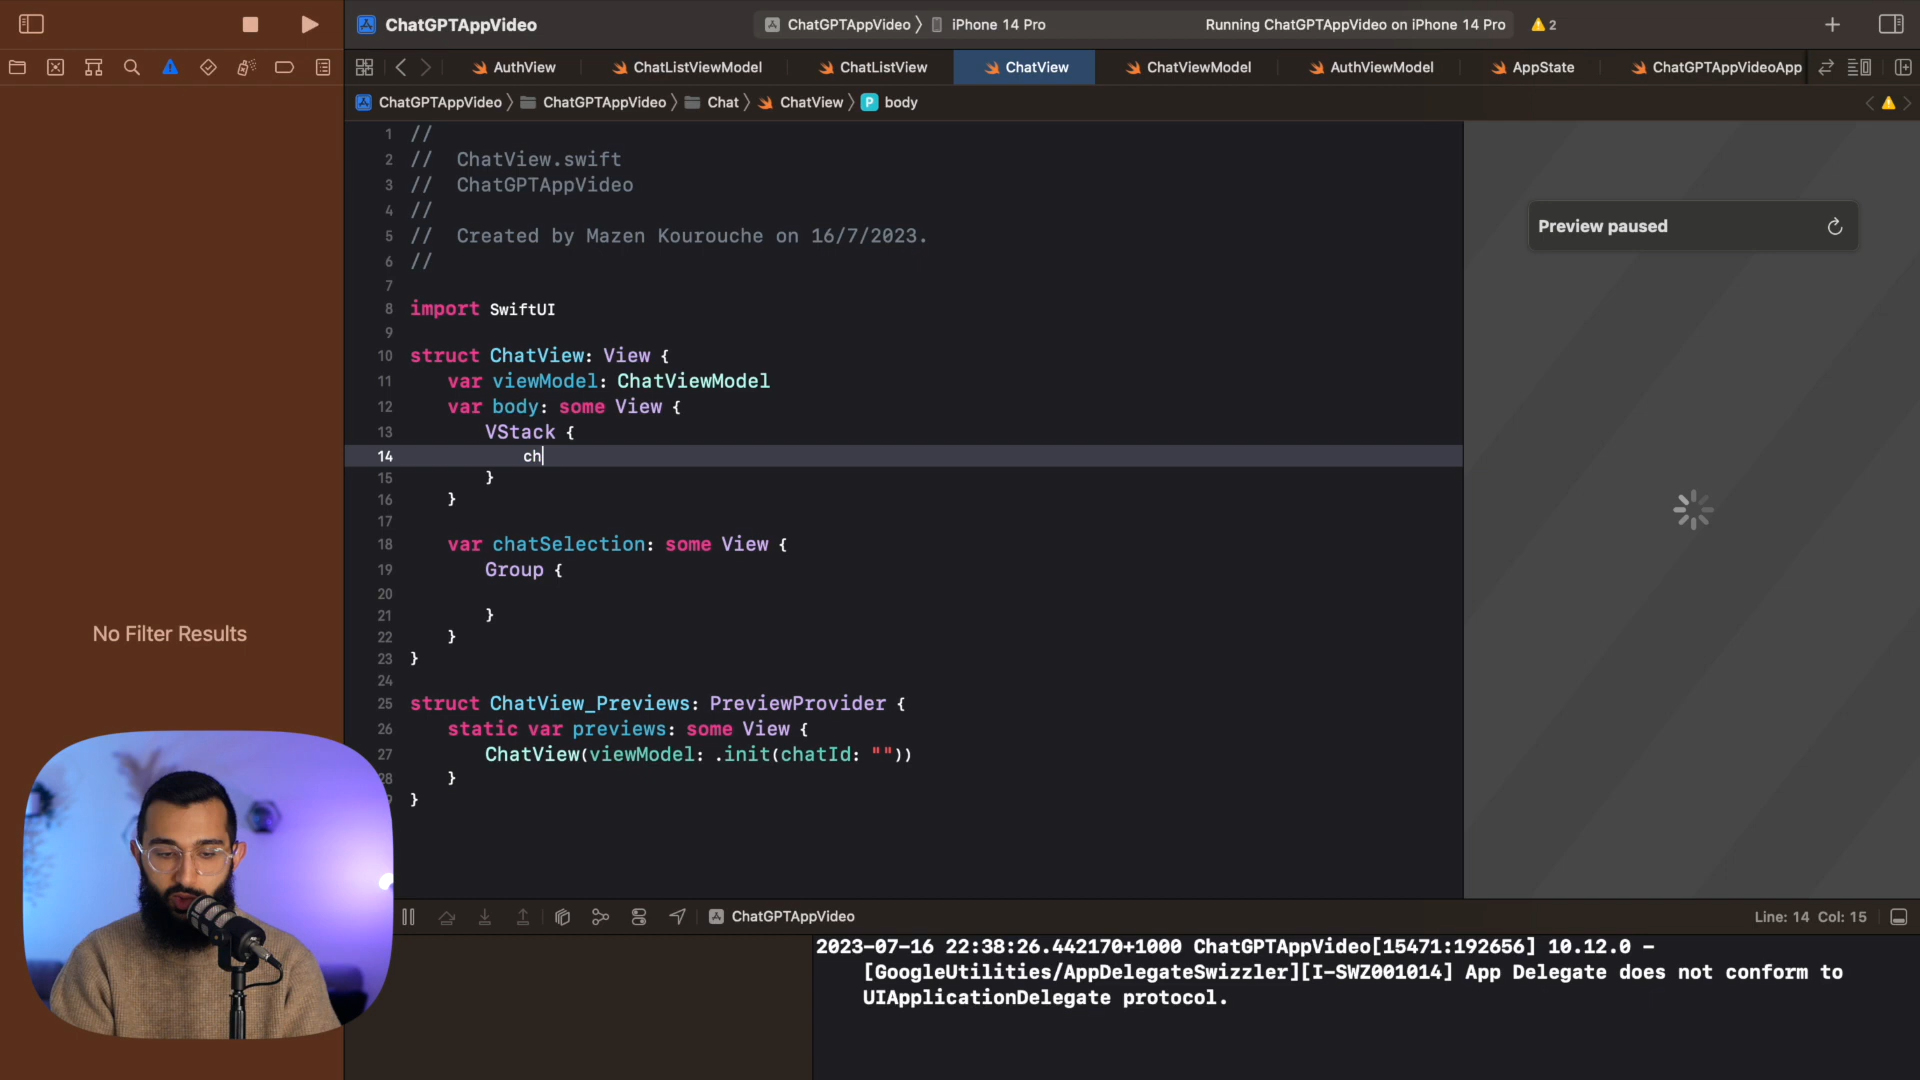 ChatGPTAppVideo
ChatGPTAppVideo 〉 iPhone 14 Pro
Running ChatGPTAppVideo on iPhone 14 Pro
2
AuthView
ChatListViewModel
ChatListView
ChatView
ChatViewModel
AuthViewModel
AppState
ChatGPTAppVideoApp
ChatGPTAppVideo 〉 ChatGPTAppVideo 〉 Chat 〉 ChatView 〉 P body
1 //
2 //  ChatView.swift
3 //  ChatGPTAppVideo
4 //
5 //  Created by Mazen Kourouche on 16/7/2023.
6 //
7
8 import SwiftUI
9
10 struct ChatView: View {
11     var viewModel: ChatViewModel
12     var body: some View {
13         VStack {
14             ch
15         }
16     }
17
18     var chatSelection: some View {
19         Group {
20
21         }
22     }
23 }
24
25 struct ChatView_Previews: PreviewProvider {
26     static var previews: some View {
27         ChatView(viewModel: .init(chatId: ""))
28     }
}
Preview paused
No Filter Results
ChatGPTAppVideo
Line: 14 Col: 15
2023-07-16 22:38:26.442170+1000 ChatGPTAppVideo[15471:192656] 10.12.0 -
[GoogleUtilities/AppDelegateSwizzler][I-SWZ001014] App Delegate does not conform to
UIApplicationDelegate protocol.